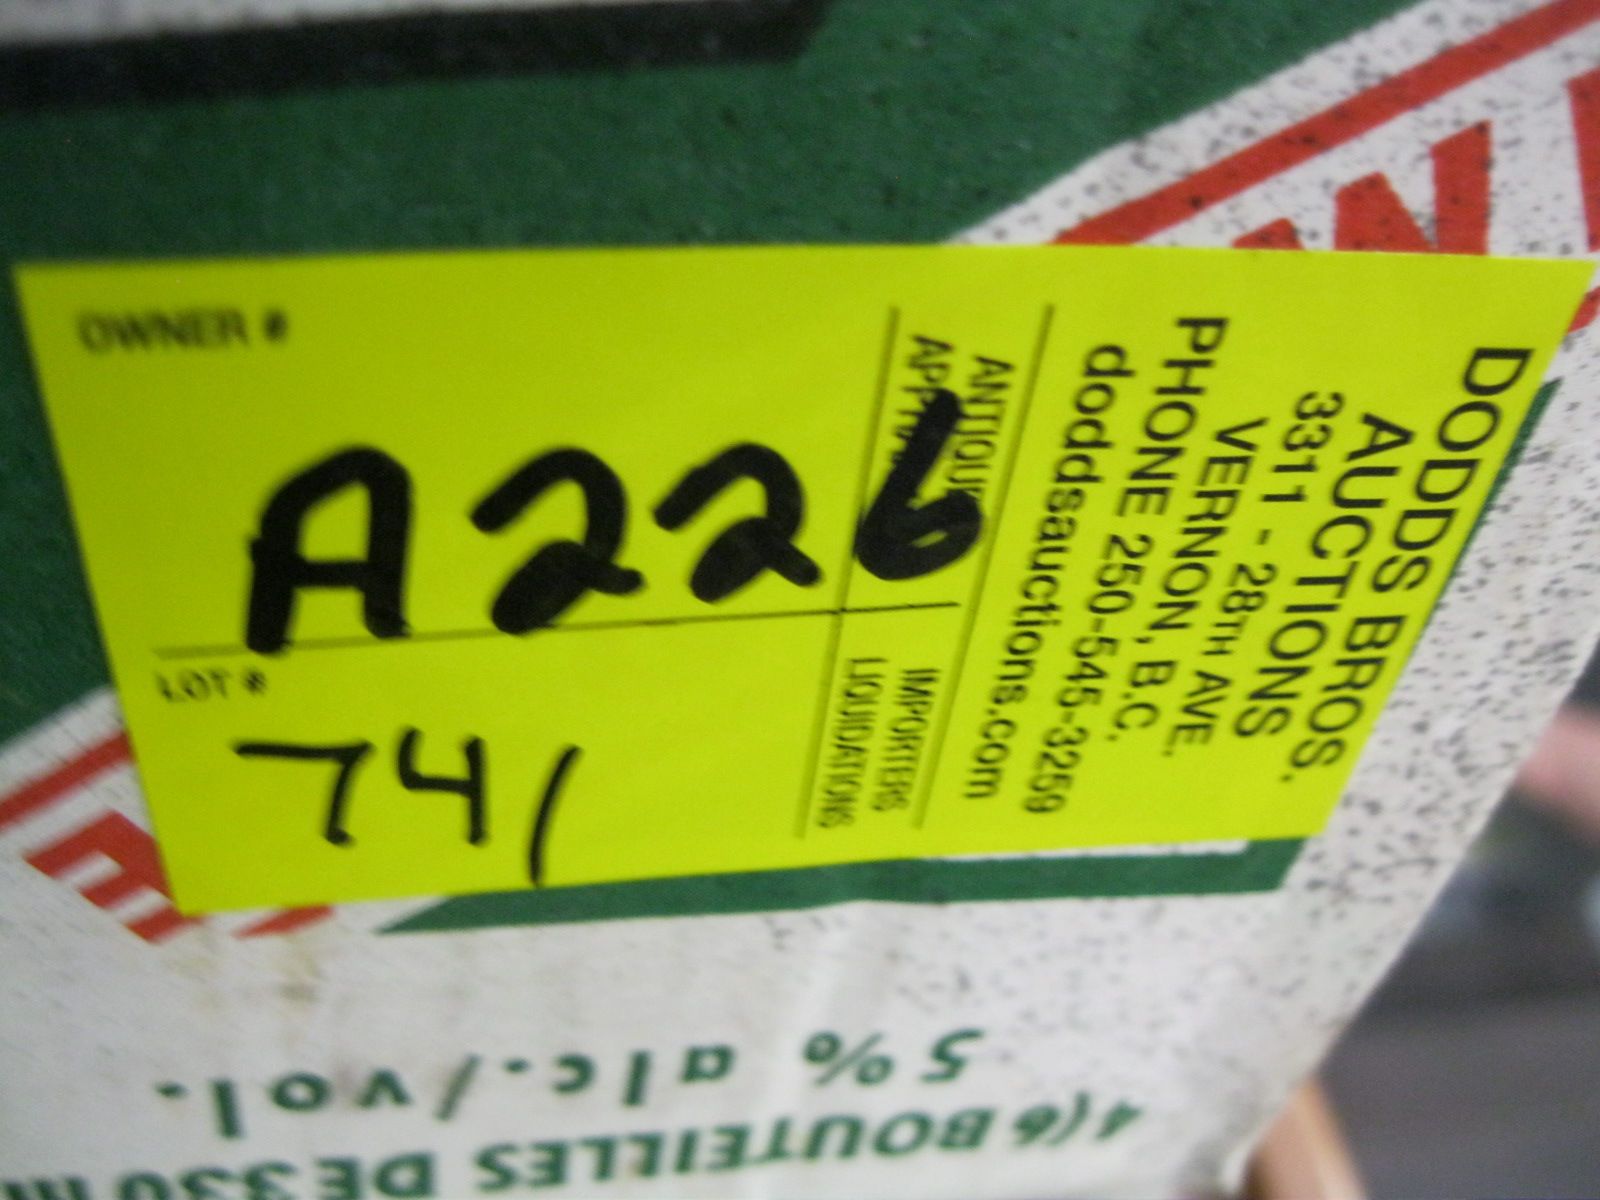 OWNER #
A226
LOT #
741
DODDS BROS.
AUCTIONS
3311 - 28TH AVE.
VERNON, B.C.
PHONE 250-545-3259
doddsauctions.com
ANTIQUE
IMPORTERS
LIQUIDATIONS
4(6 BOUTEILLES DE 330 ml
5% alc./vol.